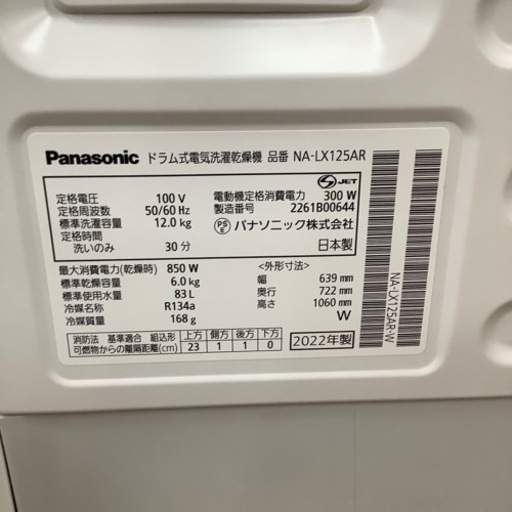 Panasonic ドラム式電気洗濯乾燥機 品番 NA-LX125AR
定格電圧 100 V
定格周波数 50/60 Hz
標準洗濯容量 12.0 kg
定格時間
洗いのみ 30 分
最大消費電力(乾燥時) 850 W
標準乾燥容量 6.0 kg
標準使用水量 83 L
冷媒名称 R134a
冷媒質量 168 g
JET
電動機定格消費電力 300 W
製造番号 2261B00644
PS E パナソニック株式会社
日本製
<外形寸法>
幅 639 mm
奥行 722 mm
高さ 1060 mm
W
消防法 基準適合 組込形 上方 側方 後方 下方
可燃物からの離隔距離(cm) 23 1 1 0
2022年製
NA-LX125AR-W